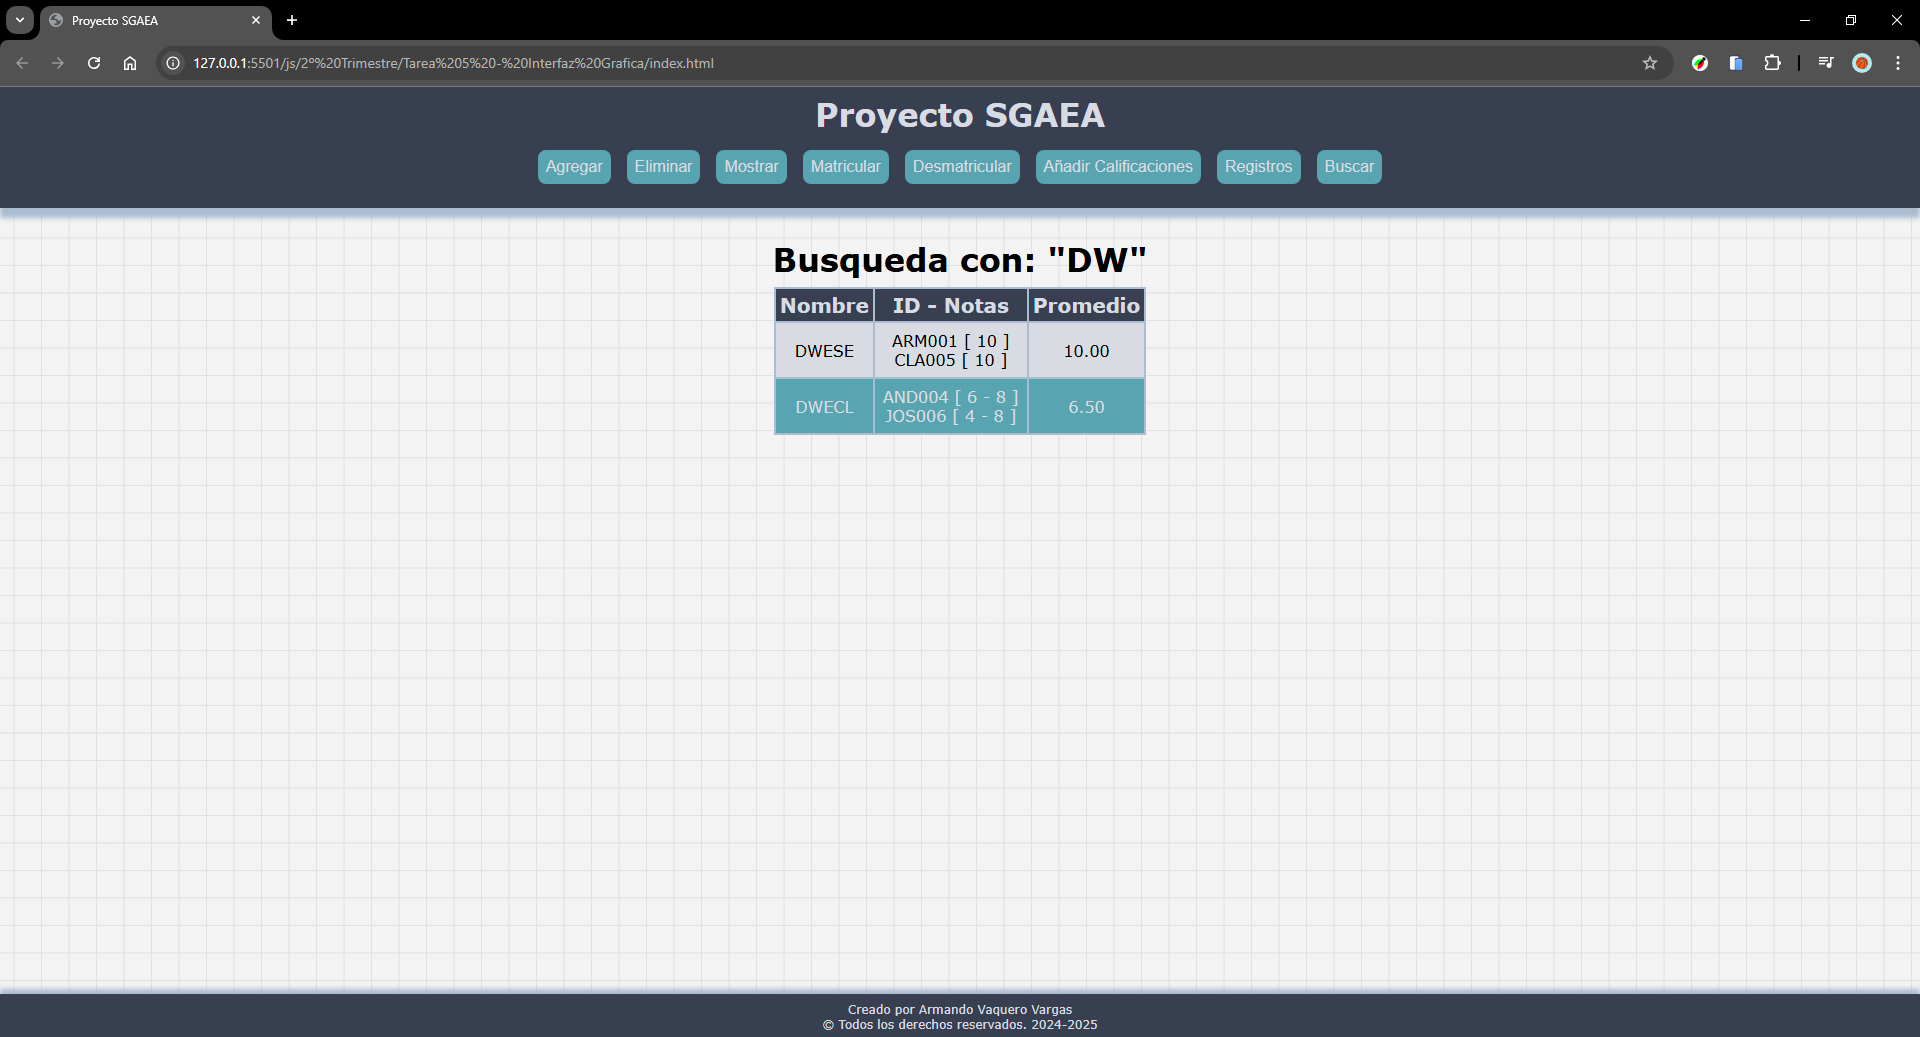 Proyecto SGAEA
127.0.0.1:5501/js/2º%20Trimestre/Tarea%205%20-%20Interfaz%20Grafica/index.html
Proyecto SGAEA
Agregar Eliminar Mostrar Matricular Desmatricular Añadir Calificaciones Registros Buscar
Busqueda con: "DW"
Nombre ID - Notas Promedio
DWESE ARM001 [ 10 ] 10.00
CLA005 [ 10 ]
DWECL AND004 [ 6 - 8 ] 6.50
JOS006 [ 4 - 8 ]
Creado por Armando Vaquero Vargas
© Todos los derechos reservados. 2024-2025